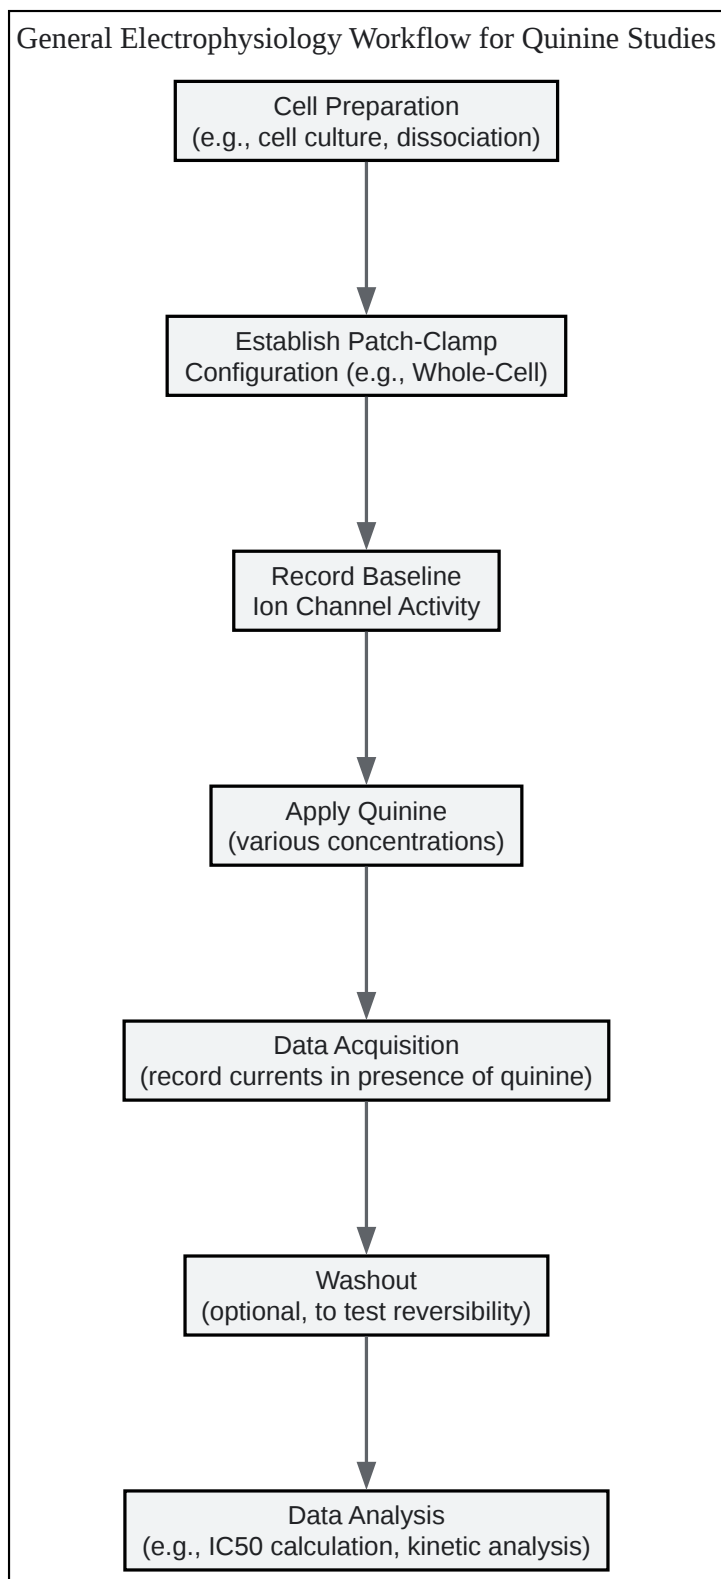 General Electrophysiology Workflow for Quinine Studies
Cell Preparation
(e.g., cell culture, dissociation)
Establish Patch-Clamp
Configuration (e.g., Whole-Cell)
Record Baseline
Ion Channel Activity
Apply Quinine
(various concentrations)
Data Acquisition
(record currents in presence of quinine)
Washout
(optional, to test reversibility)
Data Analysis
(e.g., IC50 calculation, kinetic analysis)